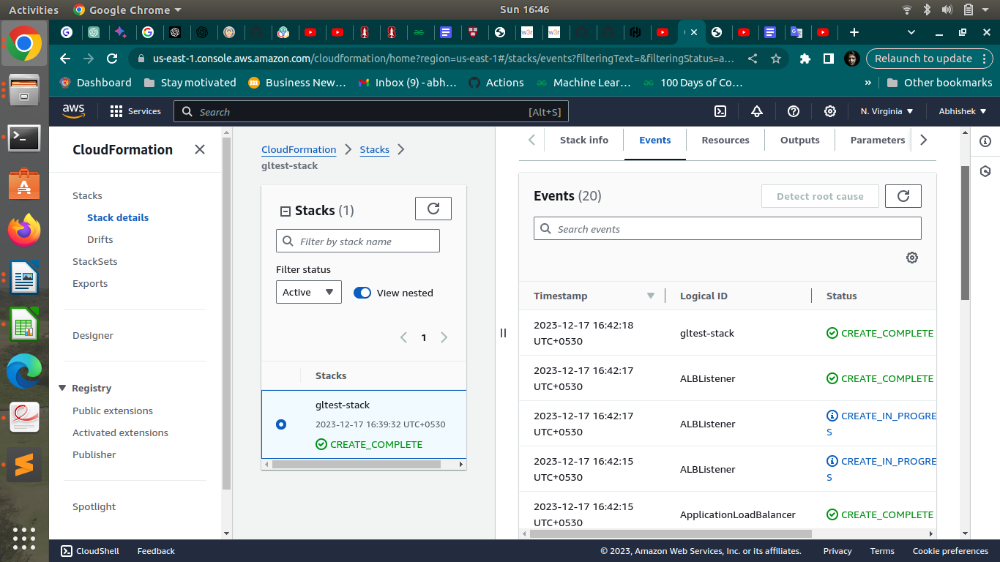 Activities
Google Chrome
Sun 16:46
us-east-1.console.aws.amazon.com/cloudformation/home?region=us-east-1#/stacks/events?filteringText=&filteringStatus=a...
Relaunch to update
Dashboard
Stay motivated
Business New...
Inbox (9) - abh...
Actions
Machine Lear...
100 Days of Co...
»
Other bookmarks
aws
Services
Search
[Alt+S]
N. Virginia
Abhishek
CloudFormation
Stacks
Stack details
Drifts
StackSets
Exports
Designer
Registry
Public extensions
Activated extensions
Publisher
Spotlight
CloudFormation
Stacks
gltest-stack
Stacks (1)
Filter by stack name
Filter status
Active
View nested
1
Stacks
gltest-stack
2023-12-17 16:39:32 UTC+0530
CREATE_COMPLETE
Stack info
Events
Resources
Outputs
Parameters
Events (20)
Detect root cause
Search events
Timestamp
Logical ID
Status
2023-12-17 16:42:18
UTC+0530
gltest-stack
CREATE_COMPLETE
2023-12-17 16:42:17
UTC+0530
ALBListener
CREATE_COMPLETE
2023-12-17 16:42:17
UTC+0530
ALBListener
CREATE_IN_PROGRE
S
2023-12-17 16:42:15
UTC+0530
ALBListener
CREATE_IN_PROGRE
S
2023-12-17 16:42:15
UTC+0530
ApplicationLoadBalancer
CREATE_COMPLETE
CloudShell
Feedback
© 2023, Amazon Web Services, Inc. or its affiliates.
Privacy
Terms
Cookie preferences